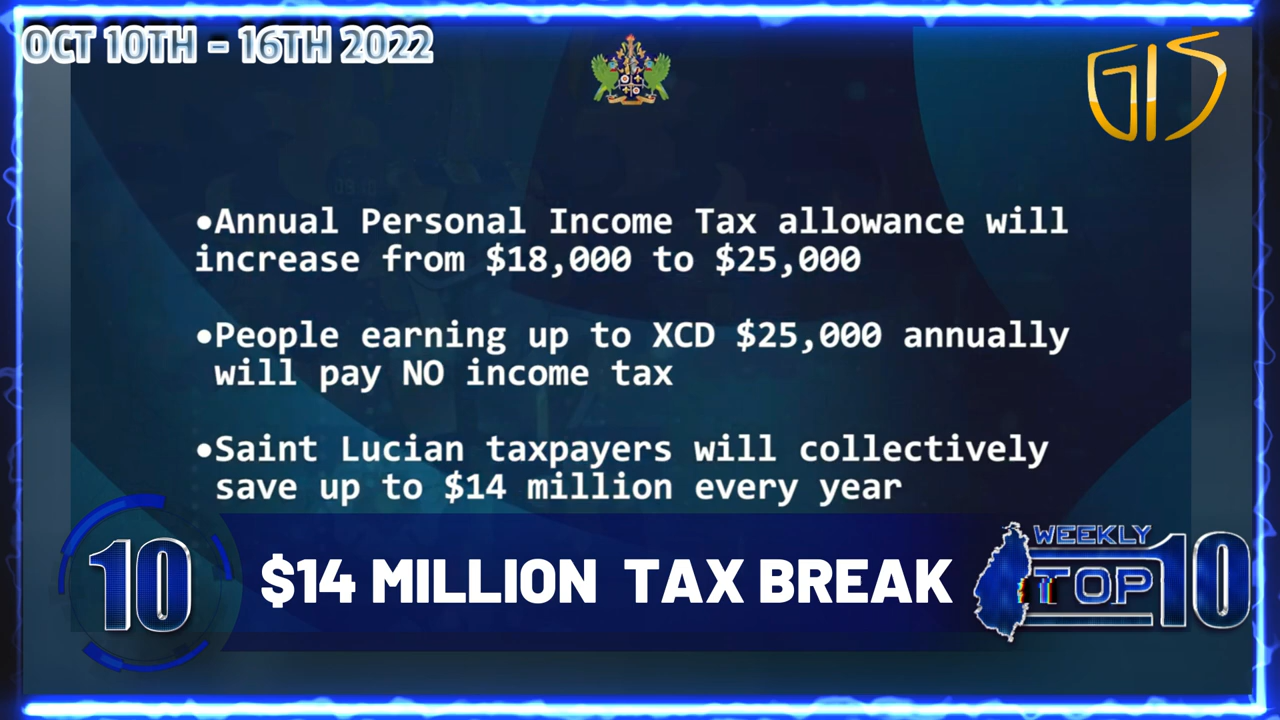 OCT 10TH - 16TH 2022
GIS
•Annual Personal Income Tax allowance will
increase from $18,000 to $25,000
•People earning up to XCD $25,000 annually
will pay NO income tax
•Saint Lucian taxpayers will collectively
save up to $14 million every year
10
$14 MILLION TAX BREAK
WEEKLY
TOP 10